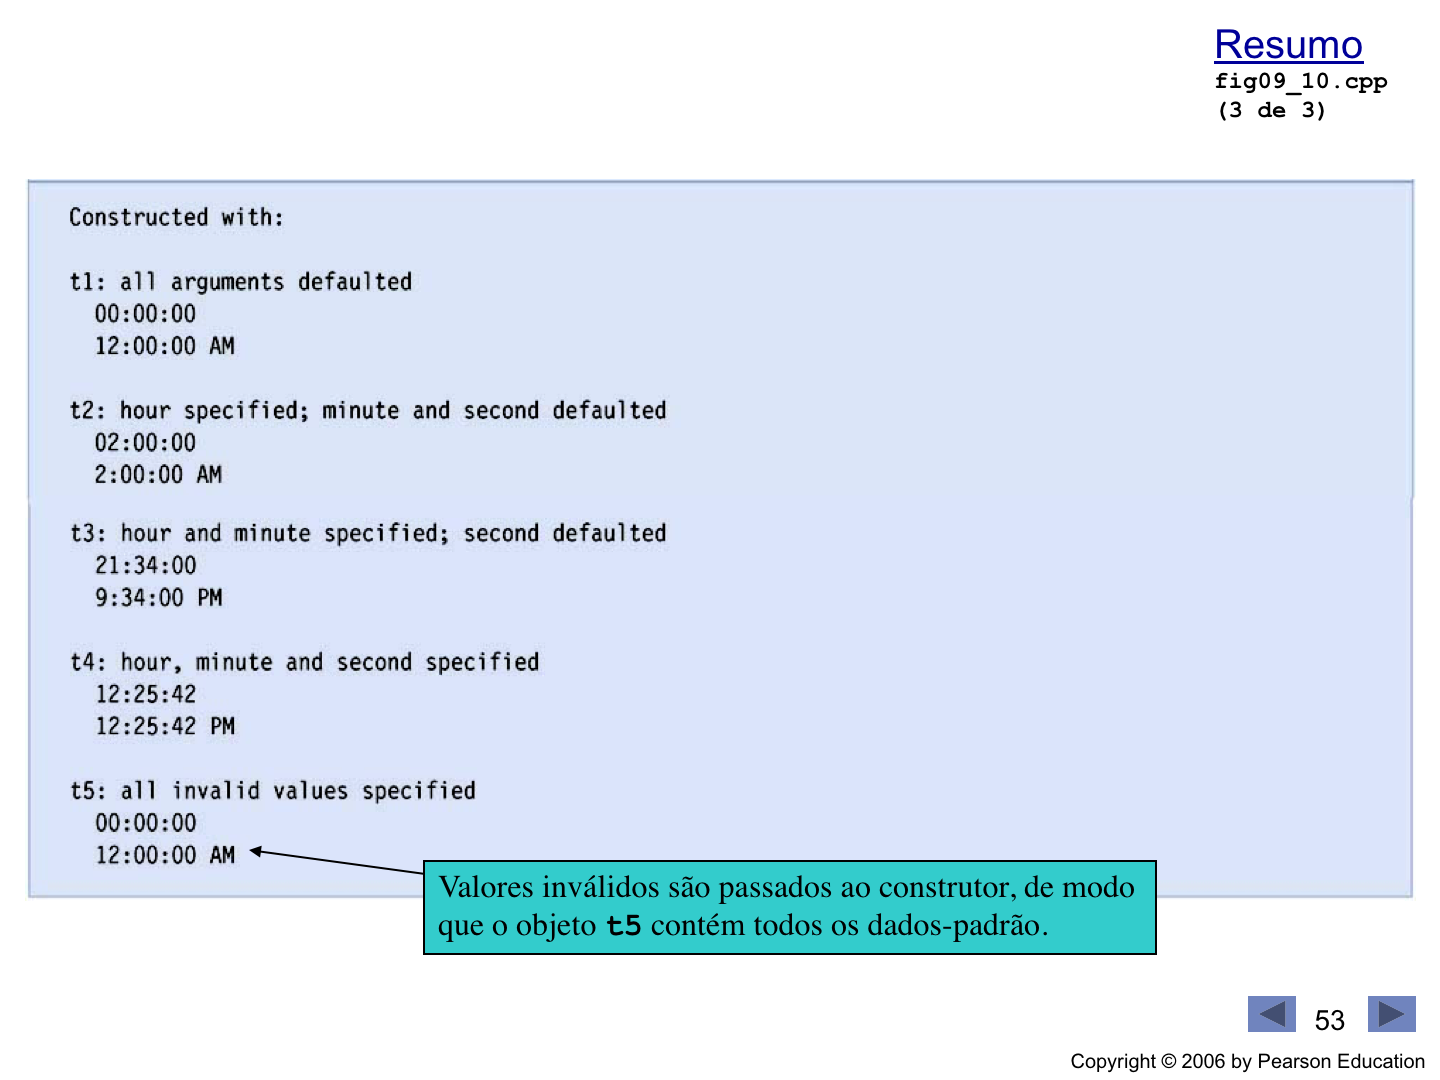 Resumo
fig09_10.cpp
(3 de 3)
Constructed with:
t1: all arguments defaulted
00:00:00
12:00:00 AM
t2: hour specified; minute and second defaulted
02:00:00
2:00:00 AM
t3: hour and minute specified; second defaulted
21:34:00
9:34:00 PM
t4: hour, minute and second specified
12:25:42
12:25:42 PM
t5: all invalid values specified
00:00:00
12:00:00 AM
Valores inválidos são passados ao construtor, de modo
que o objeto t5 contém todos os dados-padrão.
53
Copyright © 2006 by Pearson Education